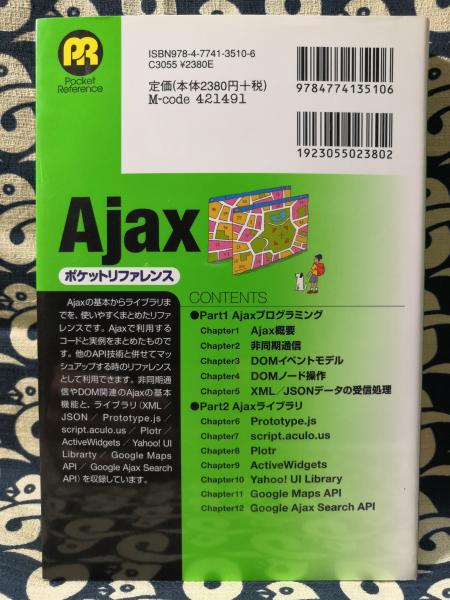 PR
Pocket
Reference
ISBN978-4-7741-3510-6
C3055 ¥2380E
定価(本体2380円+税)
M-code 421491
9784774135106
1923055023802
Ajax
ポケットリファレンス
Ajaxの基本からライブラリま
でを、使いやすくまとめたリファ
レンスです。Ajaxで利用する
コードと実例をまとめたもので
す。他のAPI技術と併せてマッ
シュアップする時のリファレンス
として利用できます。非同期通
信やDOM関連のAjaxの基本
機能と、ライブラリ(XML/
JSON / Prototype.js /
script.aculo.us / Plotr /
ActiveWidgets / Yahoo! UI
Librarty / Google Maps
API / Google Ajax Search
API)を収録しています。
CONTENTS
●Part1 Ajaxプログラミング
Chapter1 Ajax概要
Chapter2 非同期通信
Chapter3 DOMイベントモデル
Chapter4 DOMノード操作
Chapter5 XML/JSONデータの受信処理
●Part2 Ajaxライブラリ
Chapter6 Prototype.js
Chapter7 script.aculo.us
Chapter8 Plotr
Chapter9 ActiveWidgets
Chapter10 Yahoo! UI Library
Chapter11 Google Maps API
Chapter12 Google Ajax Search API